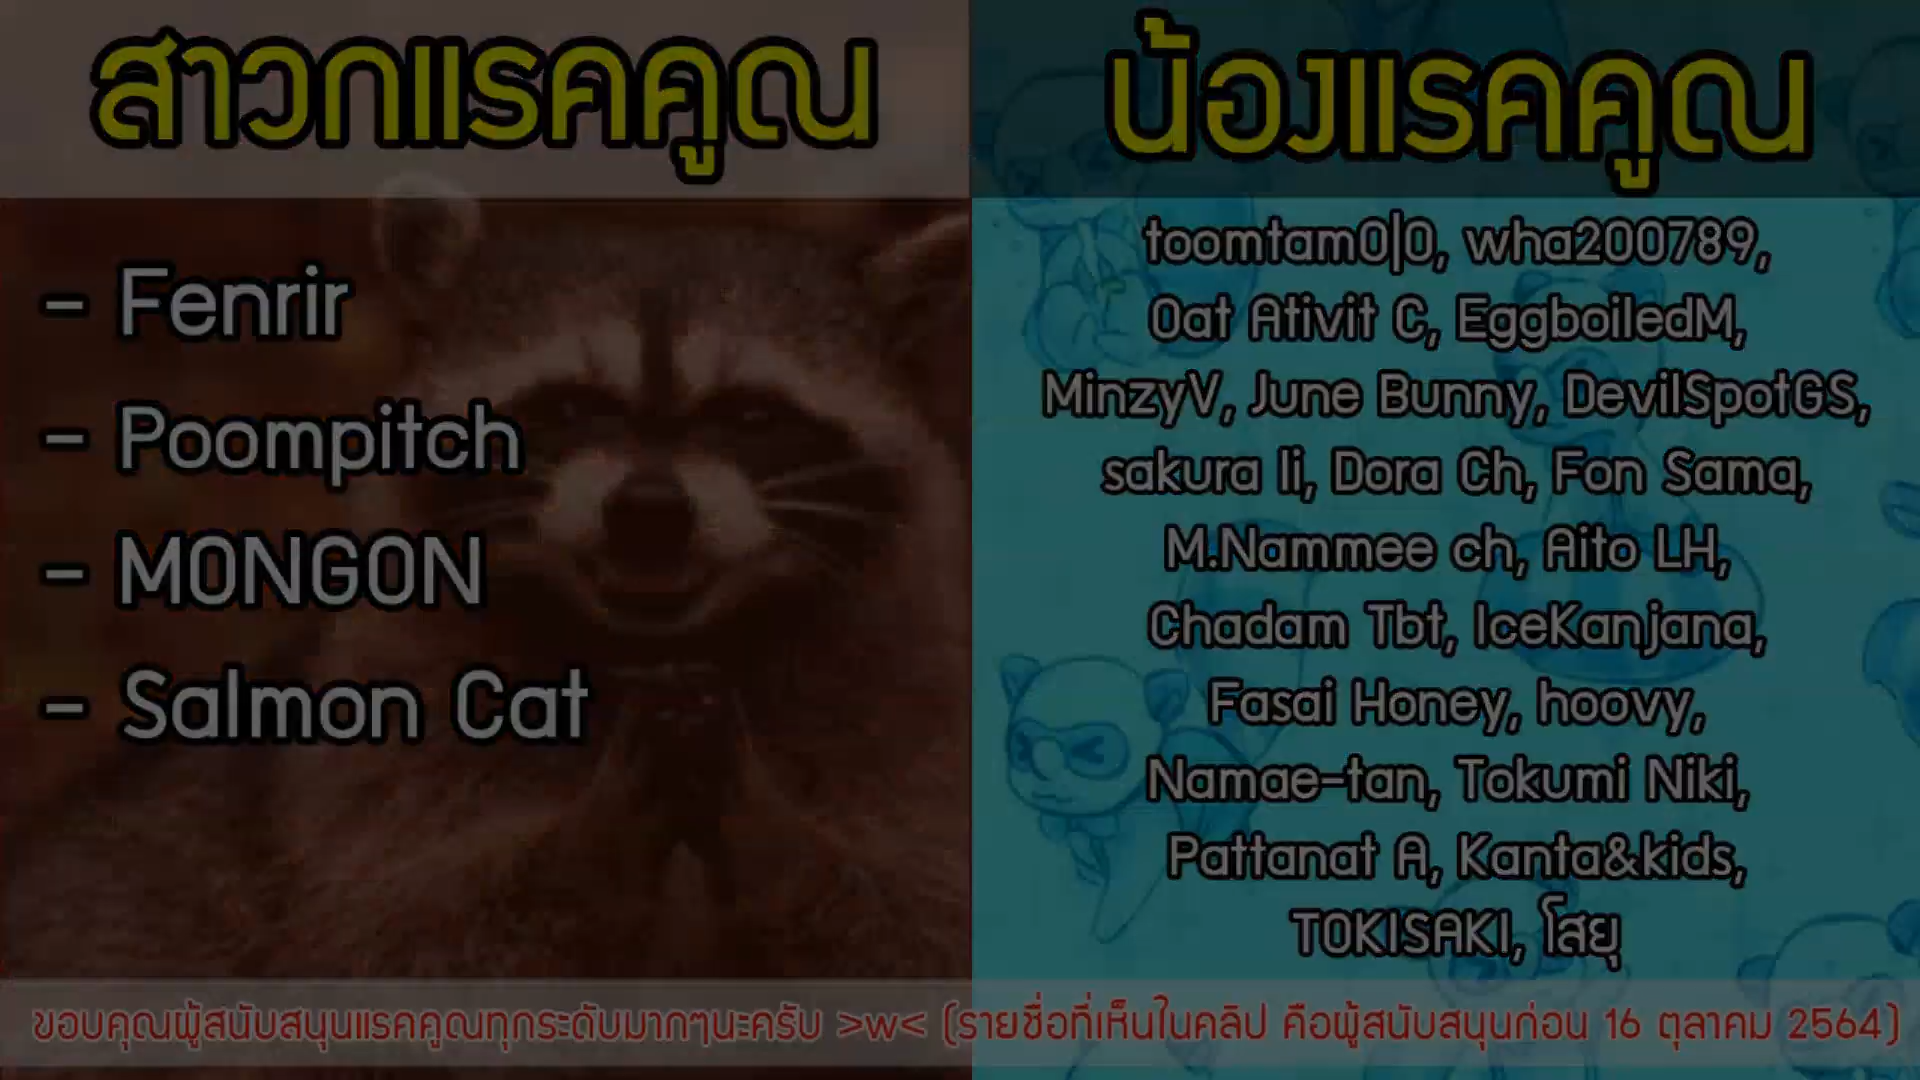 สาวกแรคคูณ
- Fenrir
- Poompitch
- MONGON
- Salmon Cat
น้องแรคคูณ
toomtam0|0, wha200789,
Oat Ativit C, EggboiledM,
MinzyV, June Bunny, DevilSpotGS,
sakura li, Dora Ch, Fon Sama,
M.Nammee ch, Aito LH,
Chadam Tbt, IceKanjana,
Fasai Honey, hoovy,
Namae-tan, Tokumi Niki,
Pattanat A, Kanta&kids,
TOKISAKI, โสยุ
ขอบคุณผู้สนับสนุนแรคคูณทุกระดับมากๆนะครับ >w< (รายชื่อที่เห็นในคลิป คือผู้สนับสนุนก่อน 16 ตุลาคม 2564)